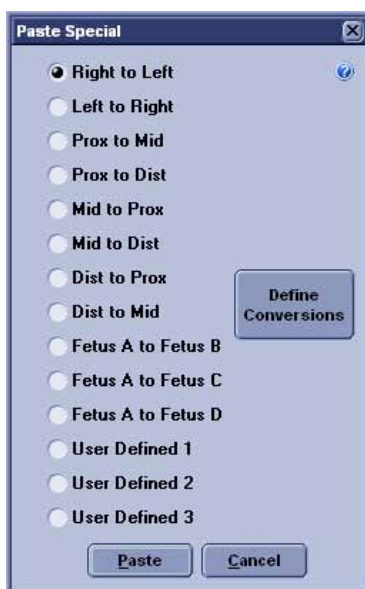 Paste Special
Right to Left
Left to Right
Prox to Mid
Prox to Dist
Mid to Prox
Mid to Dist
Dist to Prox
Dist to Mid
Define
Conversions
Fetus A to Fetus B
Fetus A to Fetus C
Fetus A to Fetus D
User Defined 1
User Defined 2
User Defined 3
Paste
Cancel